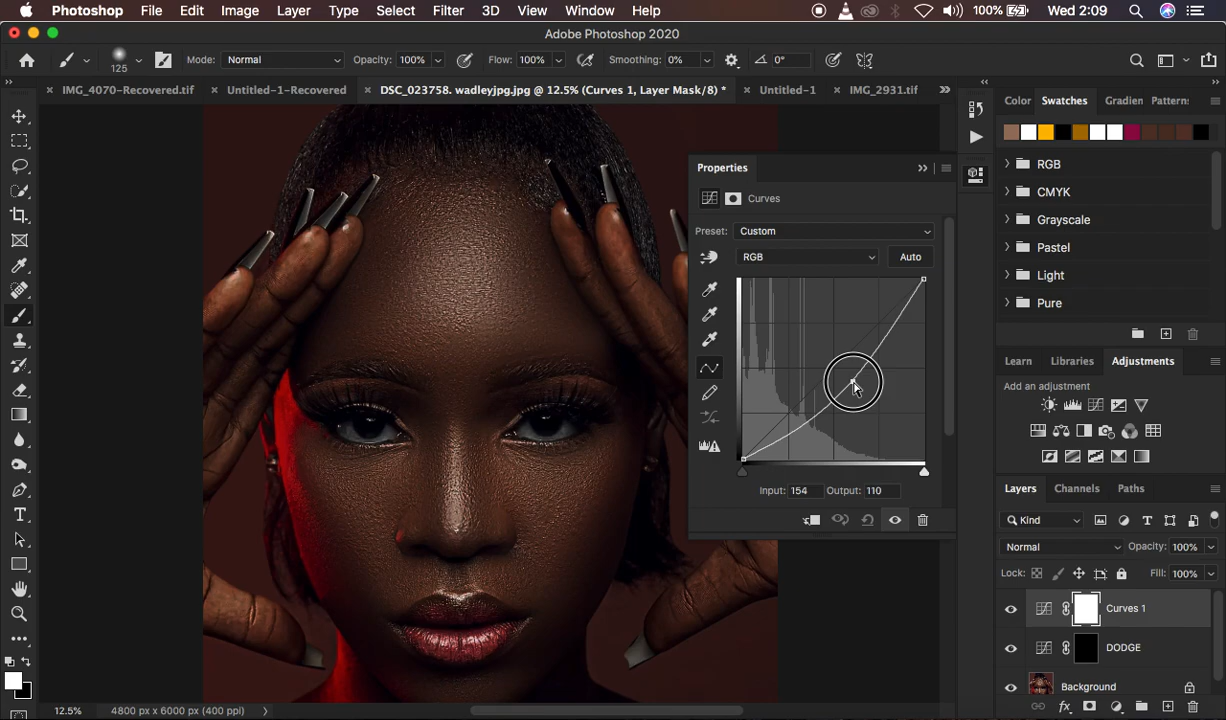 Photoshop File Edit Image Layer Type Select Filter 3D View Window Help 100% Wed 2:09
Adobe Photoshop 2020
125 Mode: Normal Opacity: 100% Flow: 100% Smoothing: 0% 0°
IMG_4070-Recovered.tif Untitled-1-Recovered DSC_023758. wadleyjpg.jpg @ 12.5% (Curves 1, Layer Mask/8) * Untitled-1 IMG_2931.tif
Color Swatches Gradien Patterns
RGB
CMYK
Grayscale
Pastel
Light
Pure
Properties
Curves
Preset: Custom
RGB Auto
Input: 154 Output: 110
Learn Libraries Adjustments
Add an adjustment
Layers Channels Paths
Kind
Normal Opacity: 100%
Lock: Fill: 100%
Curves 1
DODGE
Background
12.5% 4800 px x 6000 px (400 ppi)